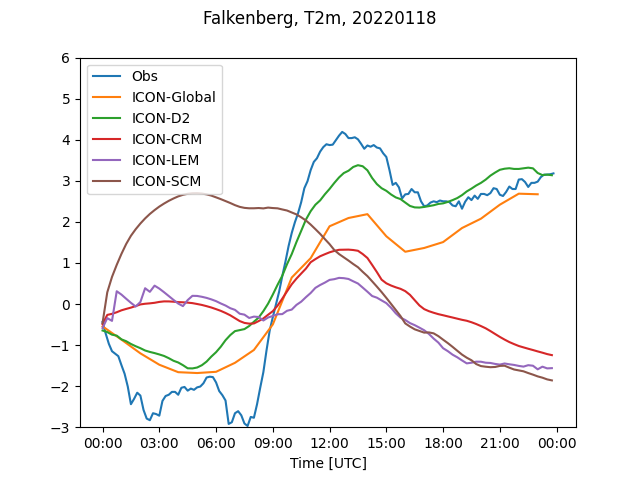 Falkenberg, T2m, 20220118
Obs
ICON-Global
ICON-D2
ICON-CRM
ICON-LEM
ICON-SCM
6
5
4
3
2
1
0
−1
−2
−3
00:00 03:00 06:00 09:00 12:00 15:00 18:00 21:00 00:00
Time [UTC]